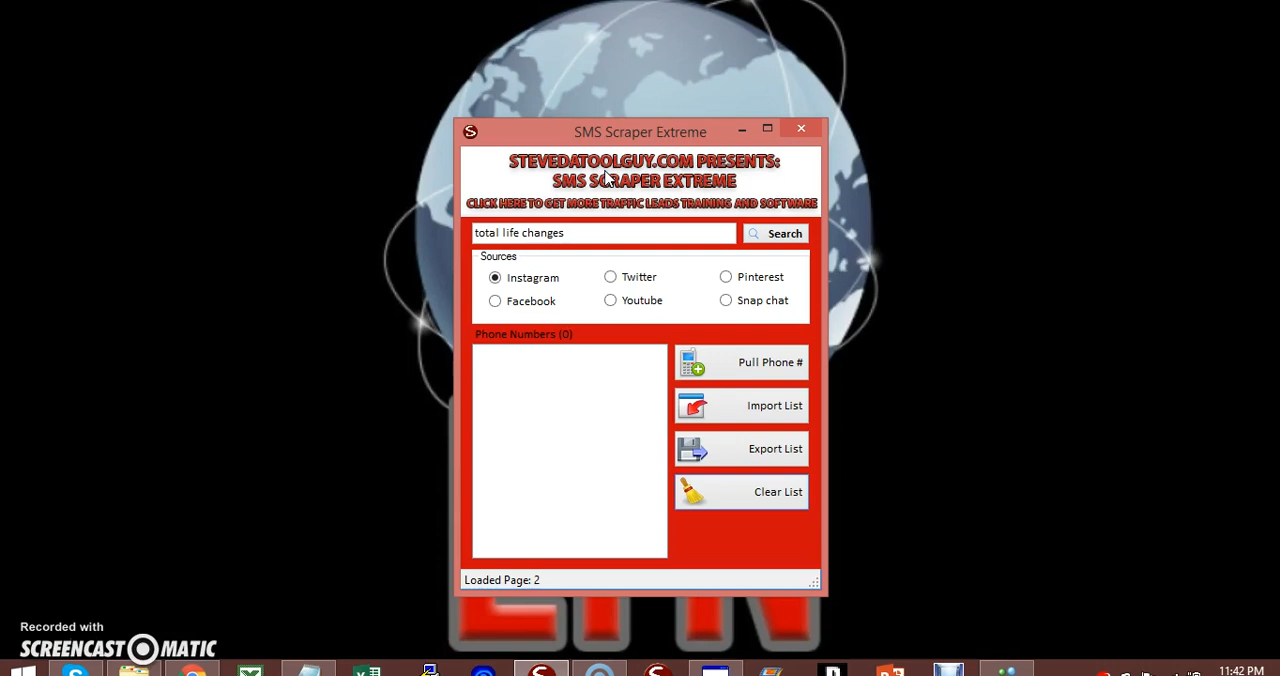 SMS Scraper Extreme
STEVEDATOOLGUY.COM PRESENTS:
SMS SCRAPER EXTREME
CLICK HERE TO GET MORE TRAFFIC LEADS TRAINING AND SOFTWARE
total life changes
Search
Sources
Instagram
Twitter
Pinterest
Facebook
Youtube
Snap chat
Phone Numbers (0)
Pull Phone #
Import List
Export List
Clear List
Loaded Page: 2
Recorded with
SCREENCAST MATIC
11:42 PM